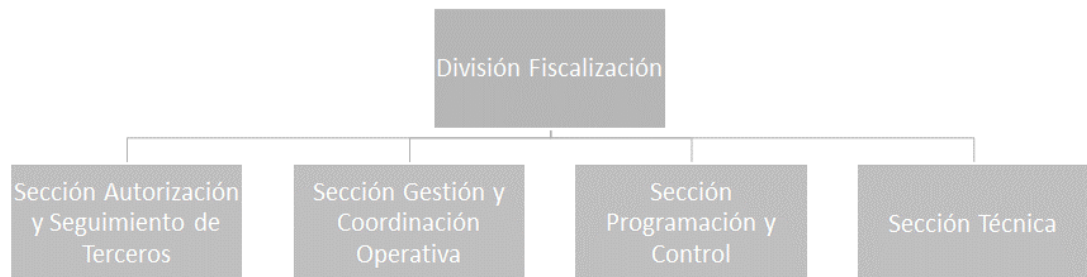 División Fiscalización
Sección Autorización
y Seguimiento de
Terceros
Sección Gestión y
Coordinación
Operativa
Sección
Programación y
Control
Sección Técnica